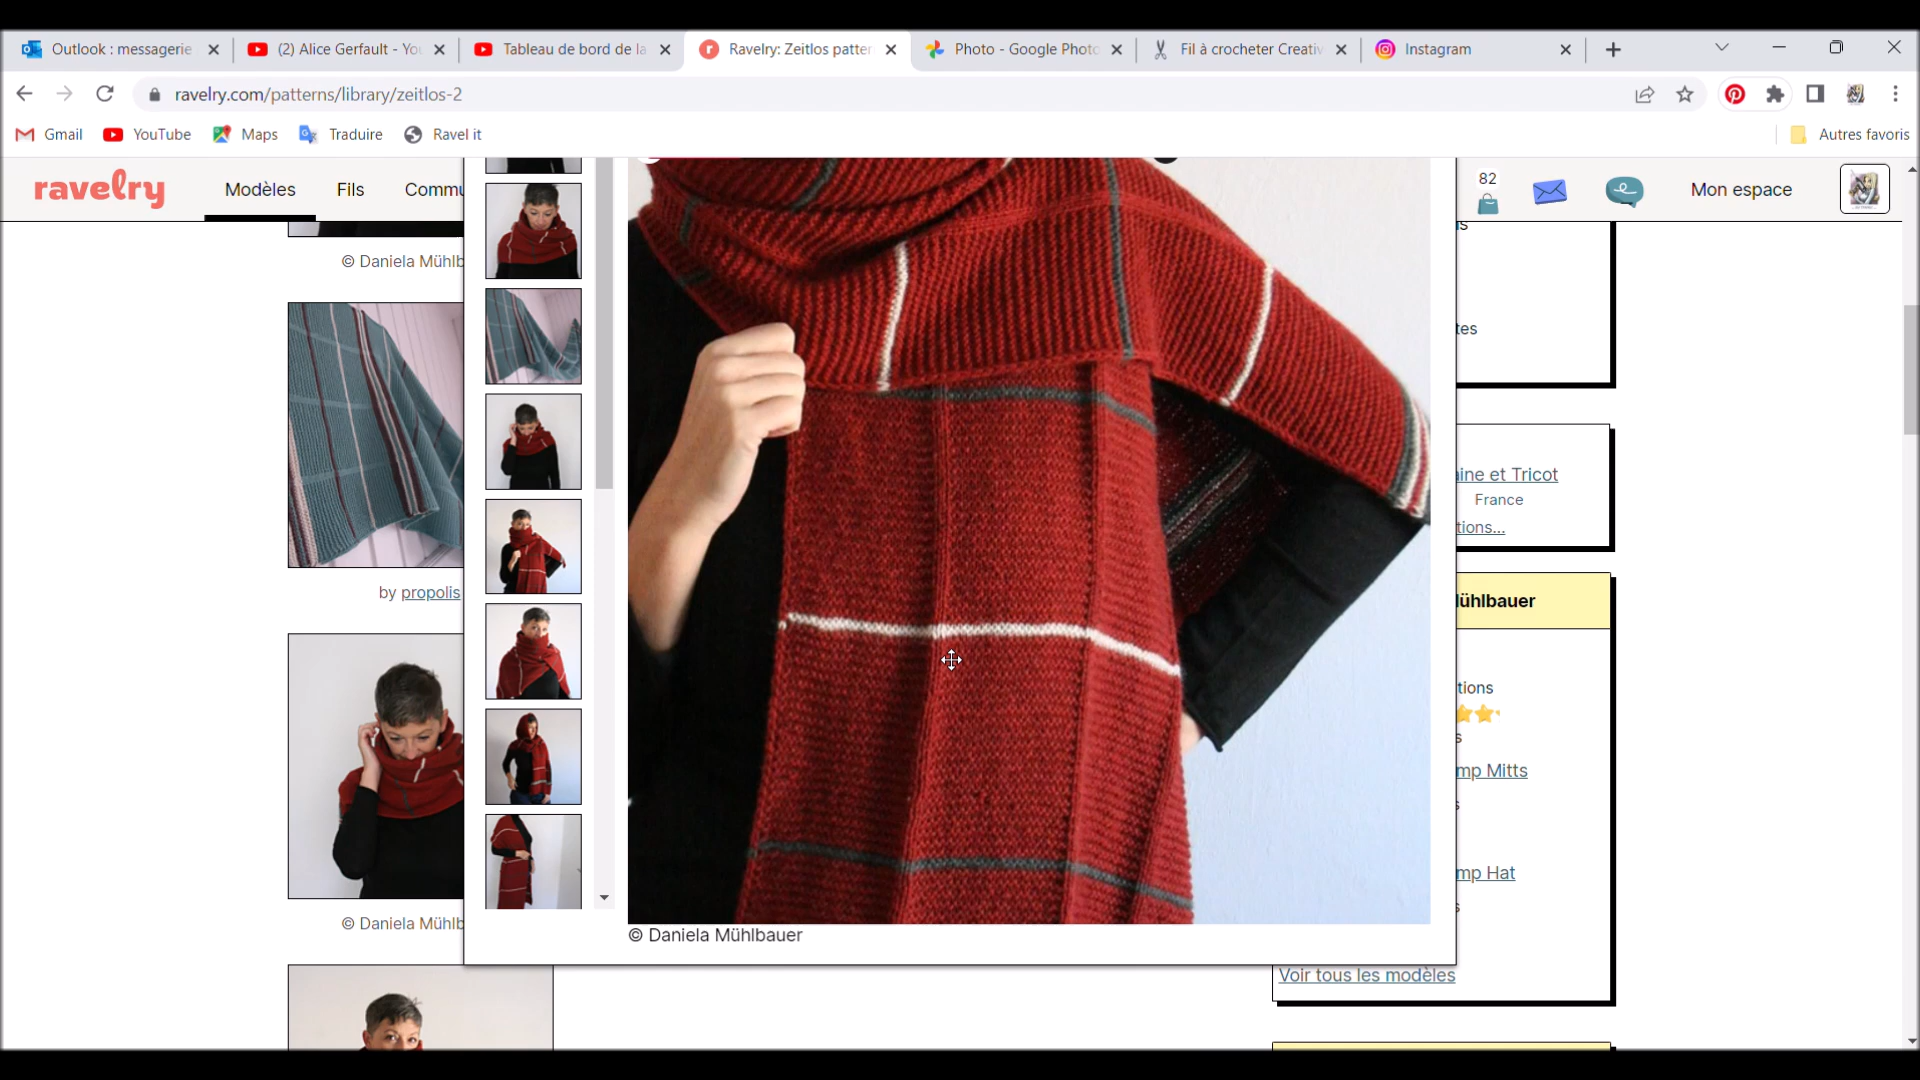 Outlook : messagerie
(2) Alice Gerfault - You
Tableau de bord de la
Ravelry: Zeitlos patter
Photo - Google Photo
Fil à crocheter Creativ
Instagram
ravelry.com/patterns/library/zeitlos-2
Gmail
YouTube
Maps
Traduire
Ravel it
Autres favoris
ravelry
Modèles
Fils
Commu
82
Mon espace
© Daniela Mühlb
tes
aine et Tricot
France
tions...
by propolis
ühlbauer
tions
mp Mitts
mp Hat
© Daniela Mühlb
© Daniela Mühlbauer
Voir tous les modèles